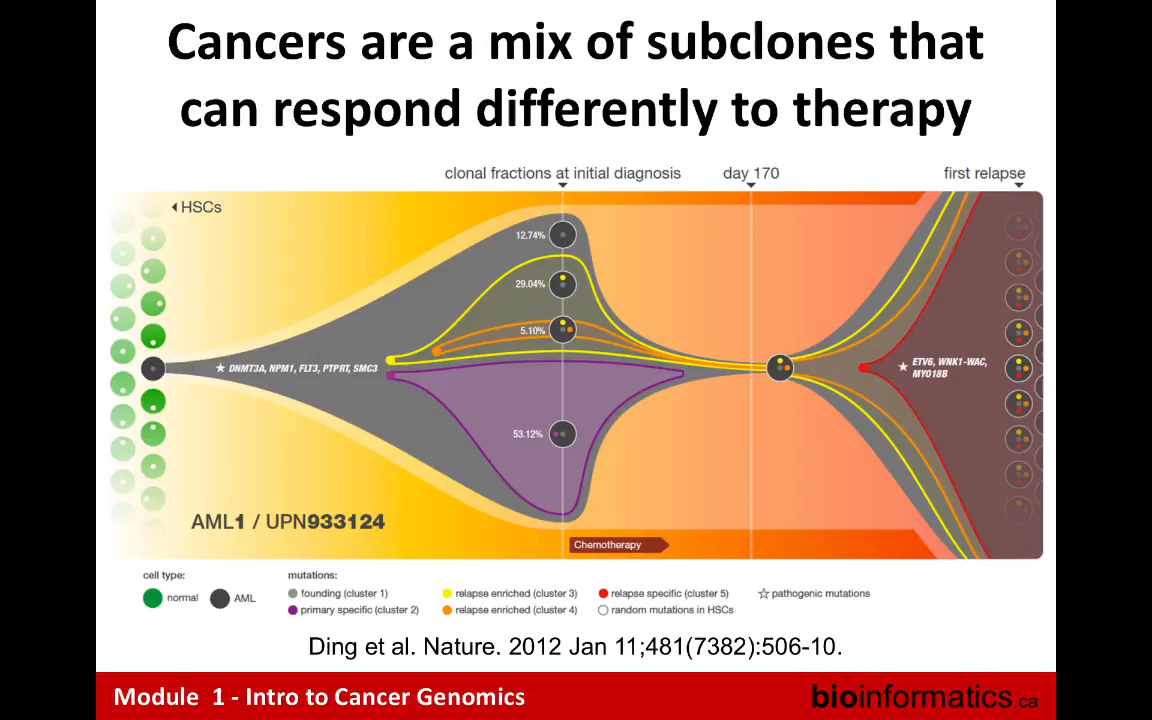 Cancers are a mix of subclones that
can respond differently to therapy
clonal fractions at initial diagnosis
day 170
first relapse
HSCs
12.74%
29.04%
5.10%
DNMT3A, NPM1, FLT3, PTPRT, SMC3
ETV6, WNK1-WAC,
MYO18B
53.12%
AML1 / UPN933124
Chemotherapy
cell type:
normal
AML
mutations:
founding (cluster 1)
primary specific (cluster 2)
relapse enriched (cluster 3)
relapse enriched (cluster 4)
relapse specific (cluster 5)
random mutations in HSCs
pathogenic mutations
Ding et al. Nature. 2012 Jan 11;481(7382):506-10.
Module 1 - Intro to Cancer Genomics
bioinformatics.ca